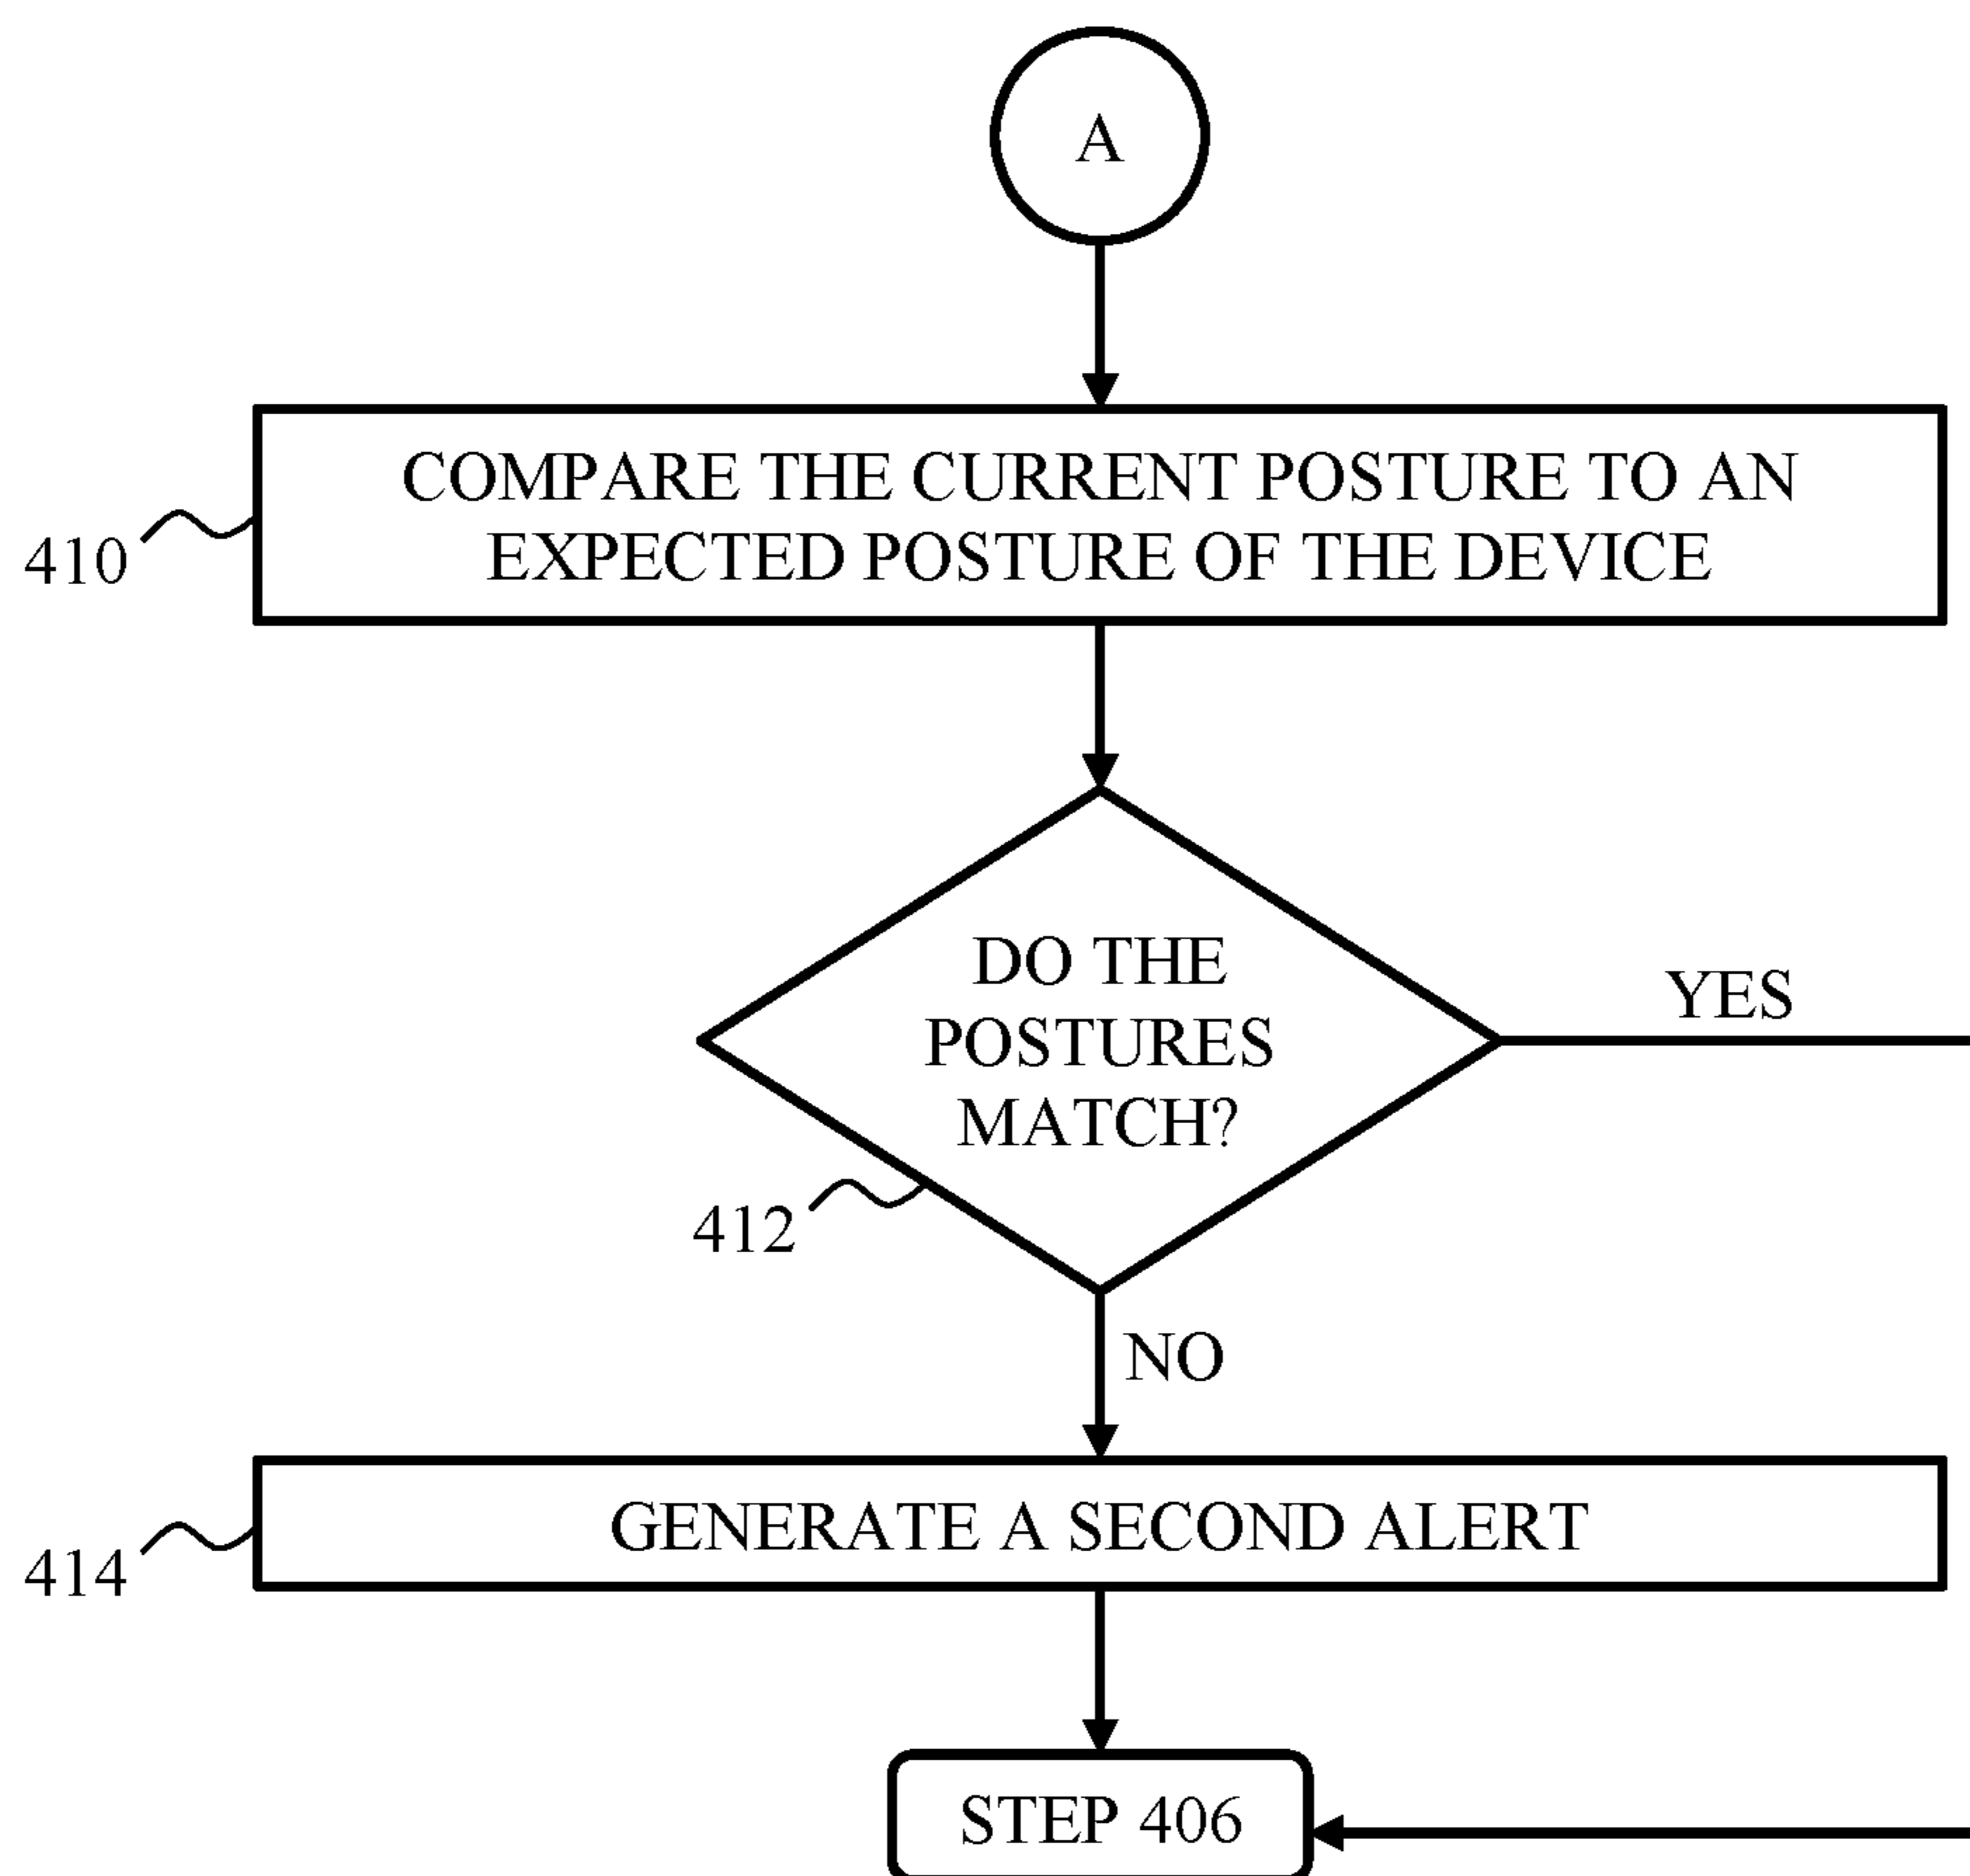 A
COMPARE THE CURRENT POSTURE TO AN
EXPECTED POSTURE OF THE DEVICE
410
DO THE
POSTURES
MATCH?
YES
412
NO
GENERATE A SECOND ALERT
414
STEP 406